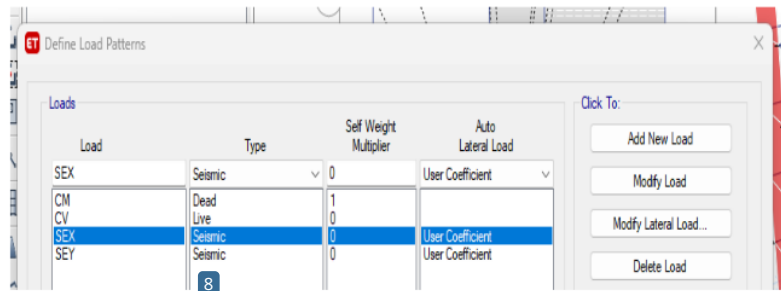 ET Define Load Patterns X
Loads
Click To:
Load Type Self Weight Multiplier Auto Lateral Load
SEX Seismic 0 User Coefficient
CM Dead 1
CV Live 0
SEX Seismic 0 User Coefficient
SEY Seismic 0 User Coefficient
8
Add New Load
Modify Load
Modify Lateral Load...
Delete Load